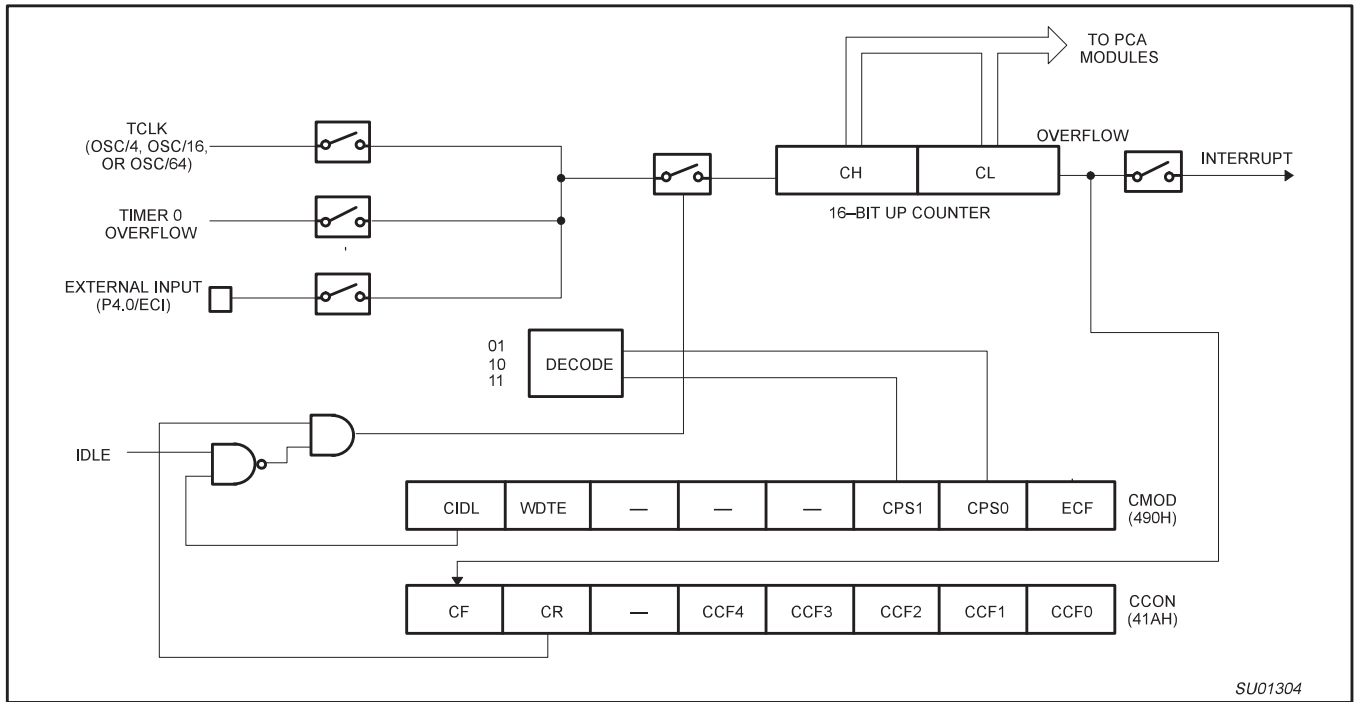 TO PCA
MODULES
TCLK
(OSC/4, OSC/16,
OR OSC/64)
OVERFLOW
INTERRUPT
CH
CL
16–BIT UP COUNTER
TIMER 0
OVERFLOW
EXTERNAL INPUT
(P4.0/ECI)
01
10
11
DECODE
IDLE
CIDL WDTE — — — CPS1 CPS0 ECF
CMOD
(490H)
CF CR — CCF4 CCF3 CCF2 CCF1 CCF0
CCON
(41AH)
SU01304